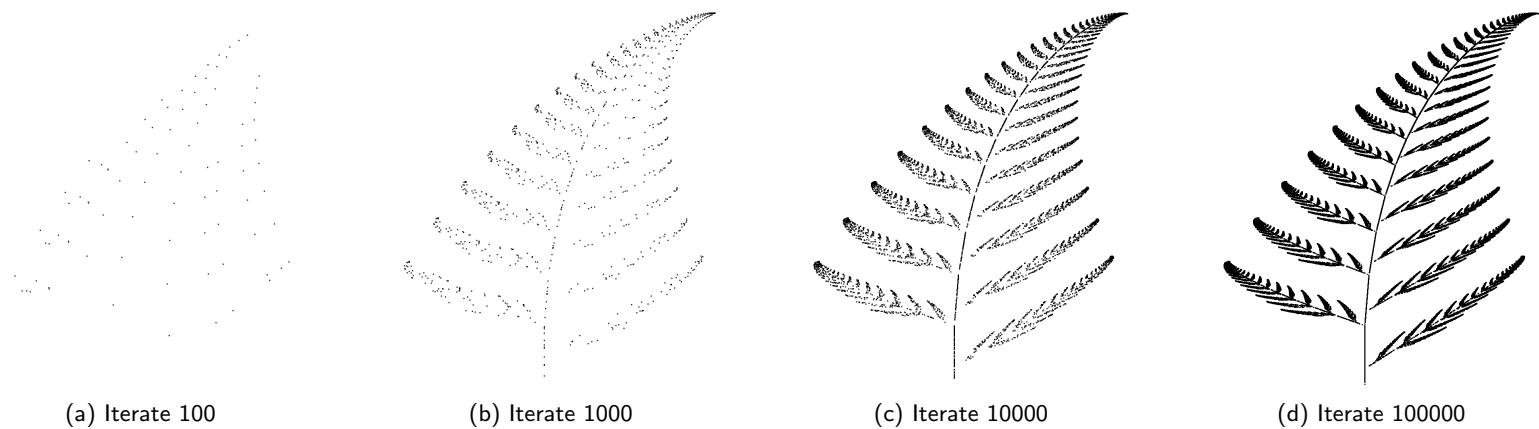 (a) Iterate 100
(b) Iterate 1000
(c) Iterate 10000
(d) Iterate 100000